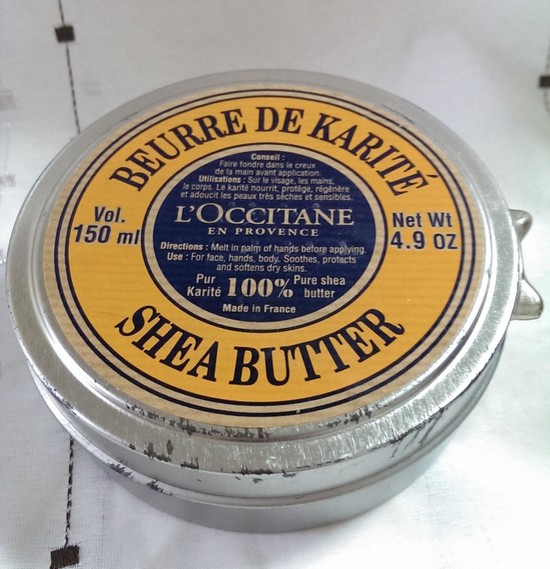 BEURRE DE KARITÉ
Conseil :
Faire fondre dans le creux
de la main avant application.
Utilisations : Sur le visage, les mains,
le corps. Le karité nourrit, protège, régénère
et adoucit les peaux très sèches et sensibles.
Vol.
150 ml
L'OCCITANE
EN PROVENCE
Net Wt
4.9 oz
Directions : Melt in palm of hands before applying.
Use : For face, hands, body. Soothes, protects
and softens dry skins.
Pur
Karité
100%
Pure shea
butter
Made in France
SHEA BUTTER